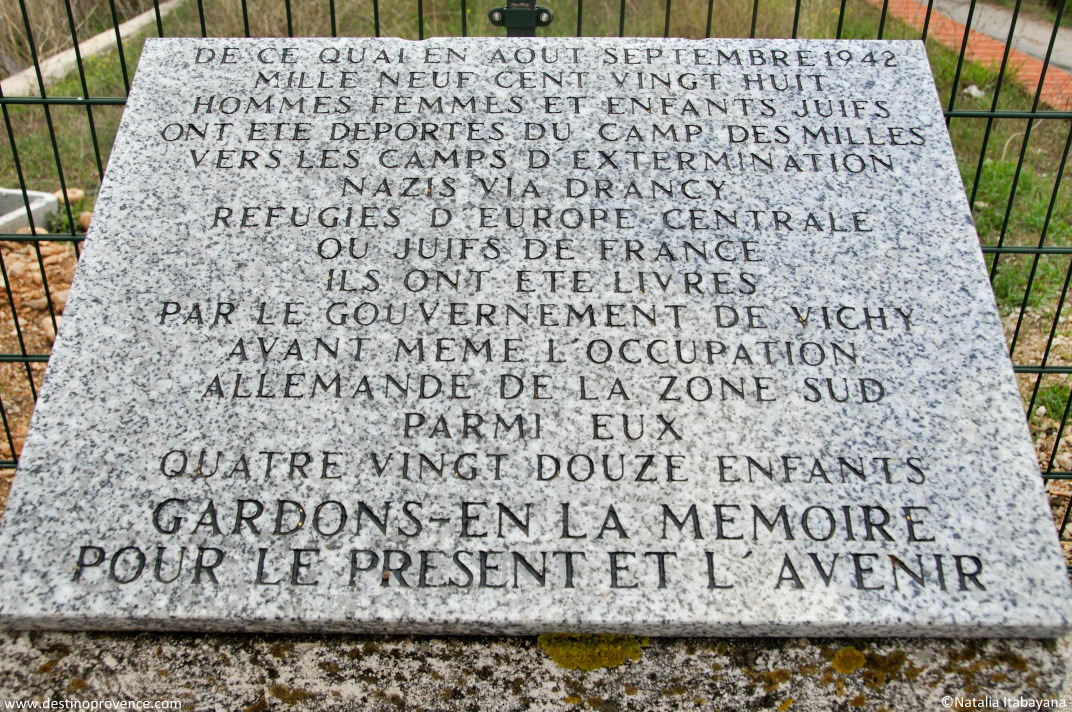 DE CE QUAI EN AOUT SEPTEMBRE 1942
MILLE NEUF CENT VINGT HUIT
HOMMES FEMMES ET ENFANTS JUIFS
ONT ETE DEPORTES DU CAMP DES MILLES
VERS LES CAMPS D'EXTERMINATION
NAZIS VIA DRANCY
REFUGIES D'EUROPE CENTRALE
OU JUIFS DE FRANCE
ILS ONT ETE LIVRES
PAR LE GOUVERNEMENT DE VICHY
AVANT MEME L'OCCUPATION
ALLEMANDE DE LA ZONE SUD
PARMI EUX
QUATRE VINGT DOUZE ENFANTS
GARDONS-EN LA MEMOIRE
POUR LE PRESENT ET L'AVENIR
www.destinoprovence.com
©Natalia Itabayana